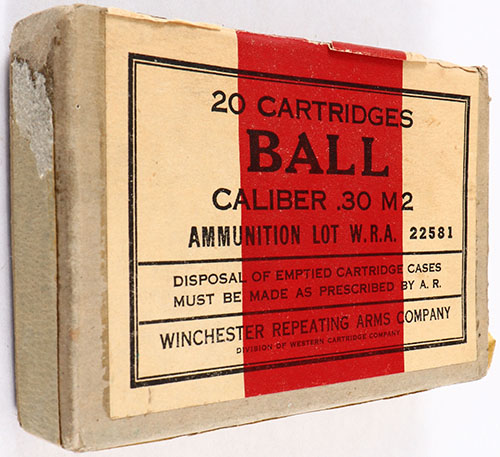 20 CARTRIDGES
BALL
CALIBER .30 M2
AMMUNITION LOT W.R.A. 22581
DISPOSAL OF EMPTIED CARTRIDGE CASES
MUST BE MADE AS PRESCRIBED BY A. R.
WINCHESTER REPEATING ARMS COMPANY
DIVISION OF WESTERN CARTRIDGE COMPANY